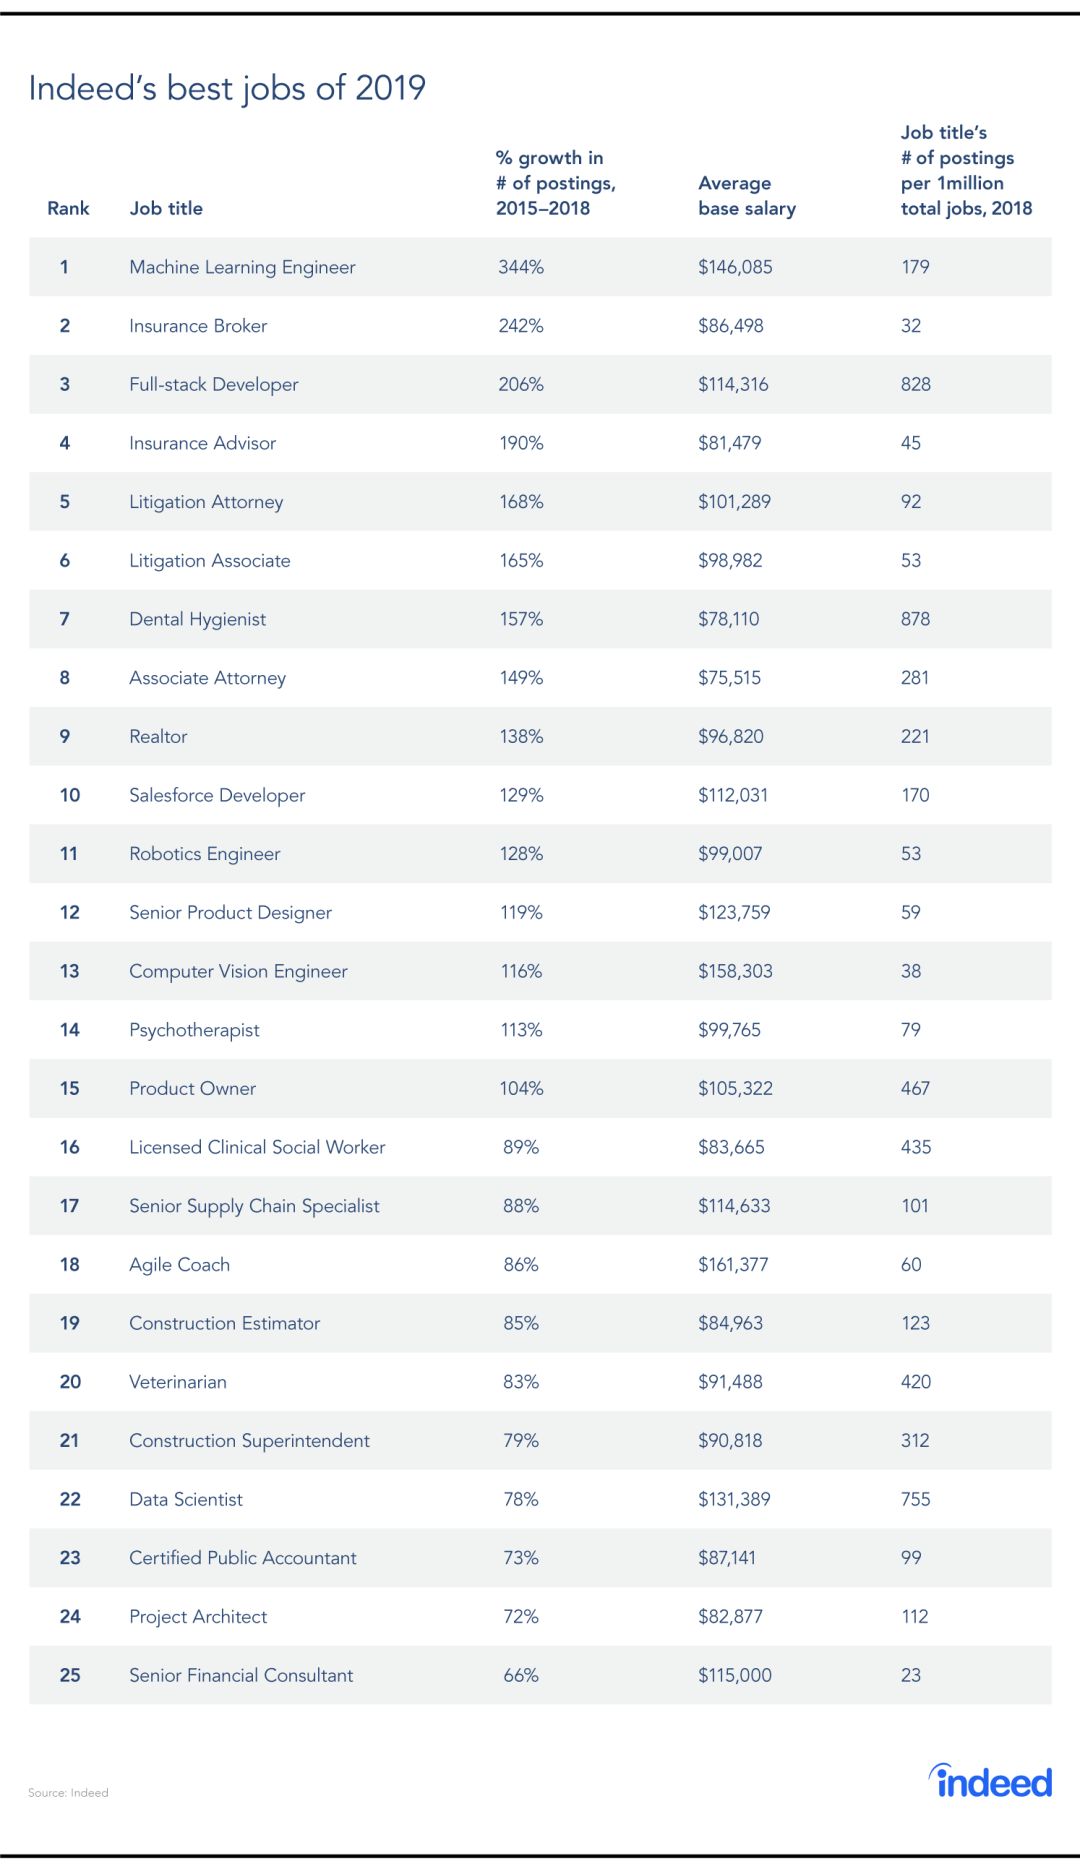 Indeed’s best jobs of 2019
Rank Job title % growth in # of postings, 2015–2018 Average base salary Job title’s # of postings per 1million total jobs, 2018
1 Machine Learning Engineer 344% $146,085 179
2 Insurance Broker 242% $86,498 32
3 Full-stack Developer 206% $114,316 828
4 Insurance Advisor 190% $81,479 45
5 Litigation Attorney 168% $101,289 92
6 Litigation Associate 165% $98,982 53
7 Dental Hygienist 157% $78,110 878
8 Associate Attorney 149% $75,515 281
9 Realtor 138% $96,820 221
10 Salesforce Developer 129% $112,031 170
11 Robotics Engineer 128% $99,007 53
12 Senior Product Designer 119% $123,759 59
13 Computer Vision Engineer 116% $158,303 38
14 Psychotherapist 113% $99,765 79
15 Product Owner 104% $105,322 467
16 Licensed Clinical Social Worker 89% $83,665 435
17 Senior Supply Chain Specialist 88% $114,633 101
18 Agile Coach 86% $161,377 60
19 Construction Estimator 85% $84,963 123
20 Veterinarian 83% $91,488 420
21 Construction Superintendent 79% $90,818 312
22 Data Scientist 78% $131,389 755
23 Certified Public Accountant 73% $87,141 99
24 Project Architect 72% $82,877 112
25 Senior Financial Consultant 66% $115,000 23
Source: Indeed
indeed